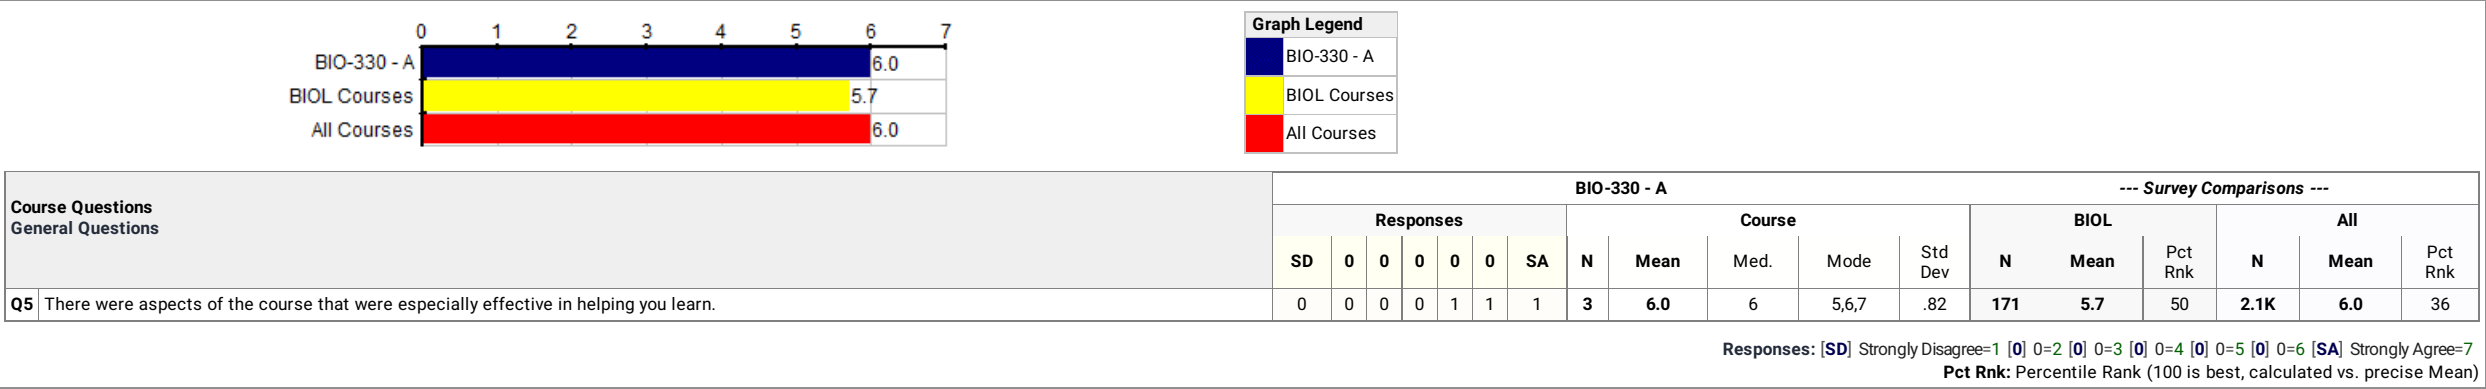 0 1 2 3 4 5 6 7
BIO-330 - A 6.0
BIOL Courses 5.7
All Courses 6.0
Graph Legend
BIO-330 - A
BIOL Courses
All Courses
Course Questions
General Questions
BIO-330 - A --- Survey Comparisons ---
Responses Course BIOL All
SD 0 0 0 0 0 SA N Mean Med. Mode Std Dev N Mean Pct Rnk N Mean Pct Rnk
Q5 There were aspects of the course that were especially effective in helping you learn. 0 0 0 0 1 1 1 3 6.0 6 5,6,7 .82 171 5.7 50 2.1K 6.0 36
Responses: [SD] Strongly Disagree=1 [0] 0=2 [0] 0=3 [0] 0=4 [0] 0=5 [0] 0=6 [SA] Strongly Agree=7
Pct Rnk: Percentile Rank (100 is best, calculated vs. precise Mean)